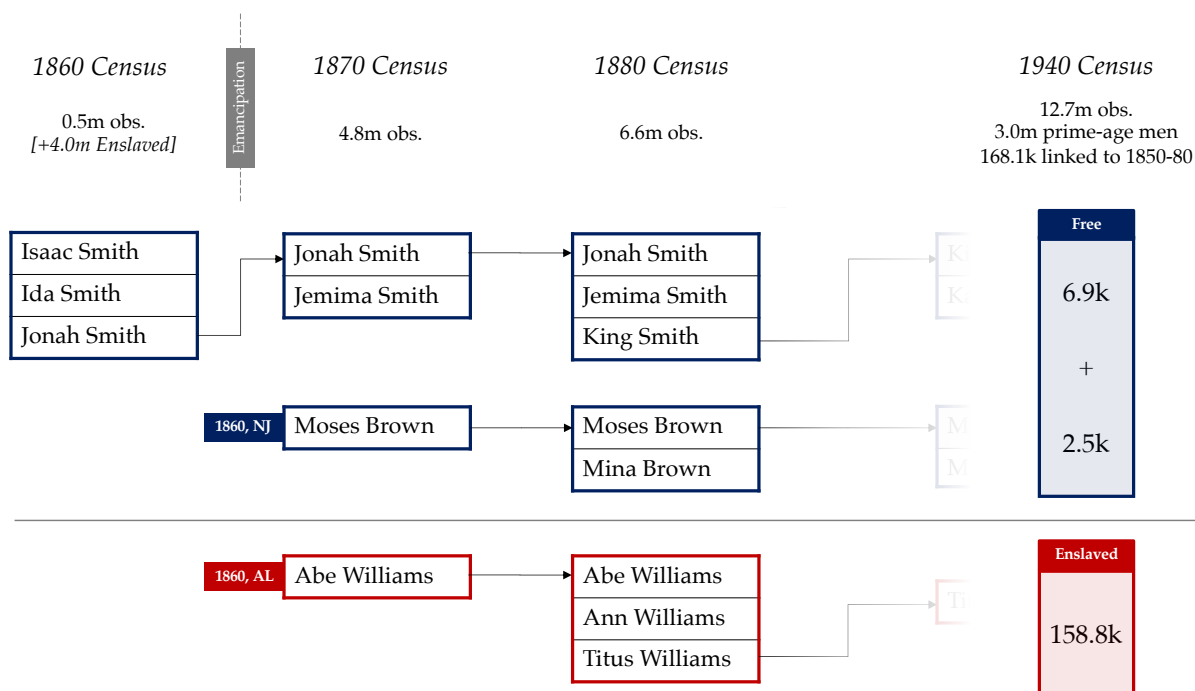 1860 Census
0.5m obs.
[+4.0m Enslaved]
Emancipation
1870 Census
4.8m obs.
1880 Census
6.6m obs.
1940 Census
12.7m obs.
3.0m prime-age men
168.1k linked to 1850-80
Isaac Smith
Ida Smith
Jonah Smith
Jonah Smith
Jemima Smith
Jonah Smith
Jemima Smith
King Smith
Free
6.9k
+
2.5k
1860, NJ
Moses Brown
Moses Brown
Mina Brown
1860, AL
Abe Williams
Abe Williams
Ann Williams
Titus Williams
Enslaved
158.8k